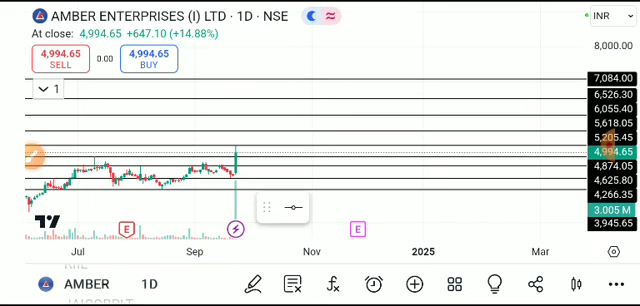 AMBER ENTERPRISES (I) LTD · 1D · NSE
INR
At close: 4,994.65 +647.10 (+14.88%)
4,994.65
SELL
0.00
4,994.65
BUY
1
8,000.00
7,084.00
6,526.30
6,055.40
5,618.05
5,205.45
4,994.65
4,874.05
4,625.80
4,266.35
3.005 M
3,945.65
E
E
Jul
Sep
Nov
2025
Mar
AMBER 1D